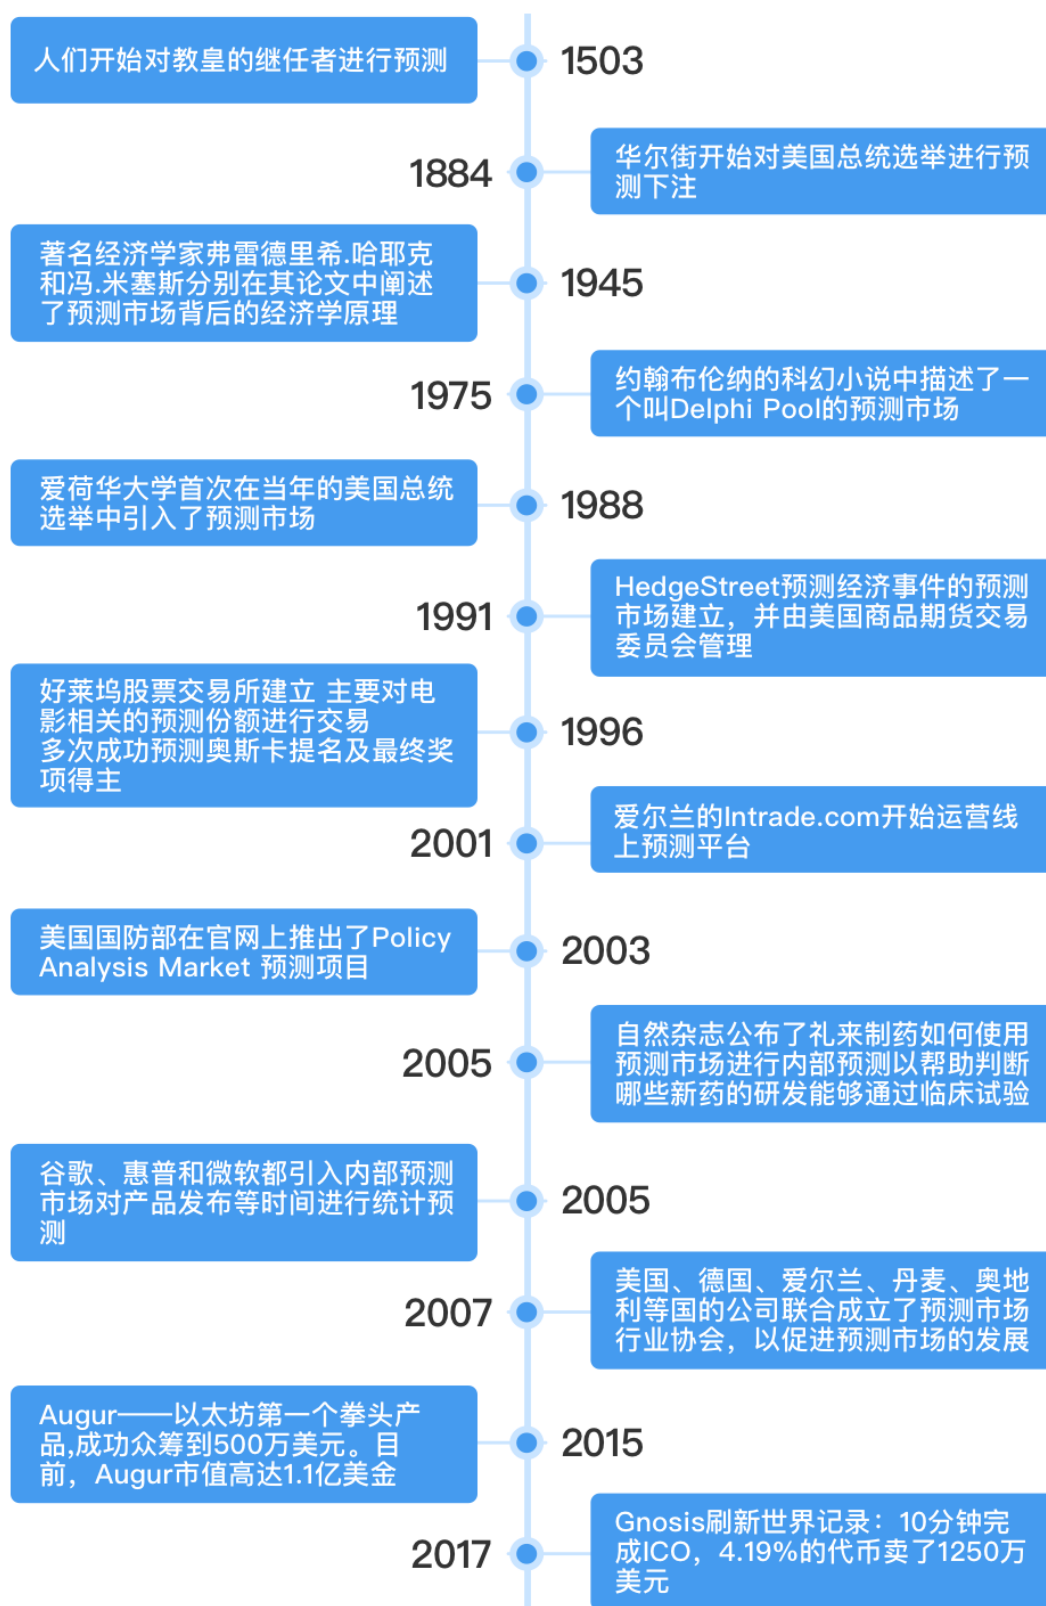 人们开始对教皇的继任者进行预测
1503
1884
华尔街开始对美国总统选举进行预
测下注
著名经济学家弗雷德里希.哈耶克
和冯.米塞斯分别在其论文中阐述
了预测市场背后的经济学原理
1945
1975
约翰布伦纳的科幻小说中描述了一
个叫Delphi Pool的预测市场
爱荷华大学首次在当年的美国总统
选举中引入了预测市场
1988
1991
HedgeStreet预测经济事件的预测
市场建立，并由美国商品期货交易
委员会管理
好莱坞股票交易所建立 主要对电
影相关的预测份额进行交易
多次成功预测奥斯卡提名及最终奖
项得主
1996
2001
爱尔兰的Intrade.com开始运营线
上预测平台
美国国防部在官网上推出了Policy
Analysis Market 预测项目
2003
2005
自然杂志公布了礼来制药如何使用
预测市场进行内部预测以帮助判断
哪些新药的研发能够通过临床试验
谷歌、惠普和微软都引入内部预测
市场对产品发布等时间进行统计预
测
2005
2007
美国、德国、爱尔兰、丹麦、奥地
利等国的公司联合成立了预测市场
行业协会，以促进预测市场的发展
Augur——以太坊第一个拳头产
品,成功众筹到500万美元。目
前，Augur市值高达1.1亿美金
2015
2017
Gnosis刷新世界记录：10分钟完
成ICO，4.19%的代币卖了1250万
美元